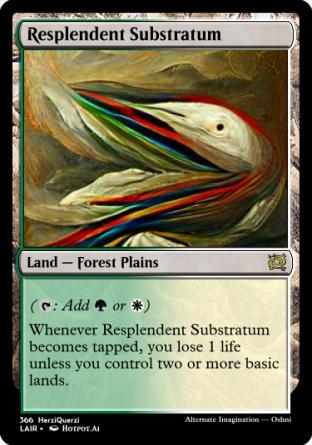 Resplendent Substratum
Land — Forest Plains
( : Add or )
Whenever Resplendent Substratum
becomes tapped, you lose 1 life
unless you control two or more basic
lands.
366 HerziQuerzi
LAIR • Hotpot.Ai
Alternate Imagination — Oshni